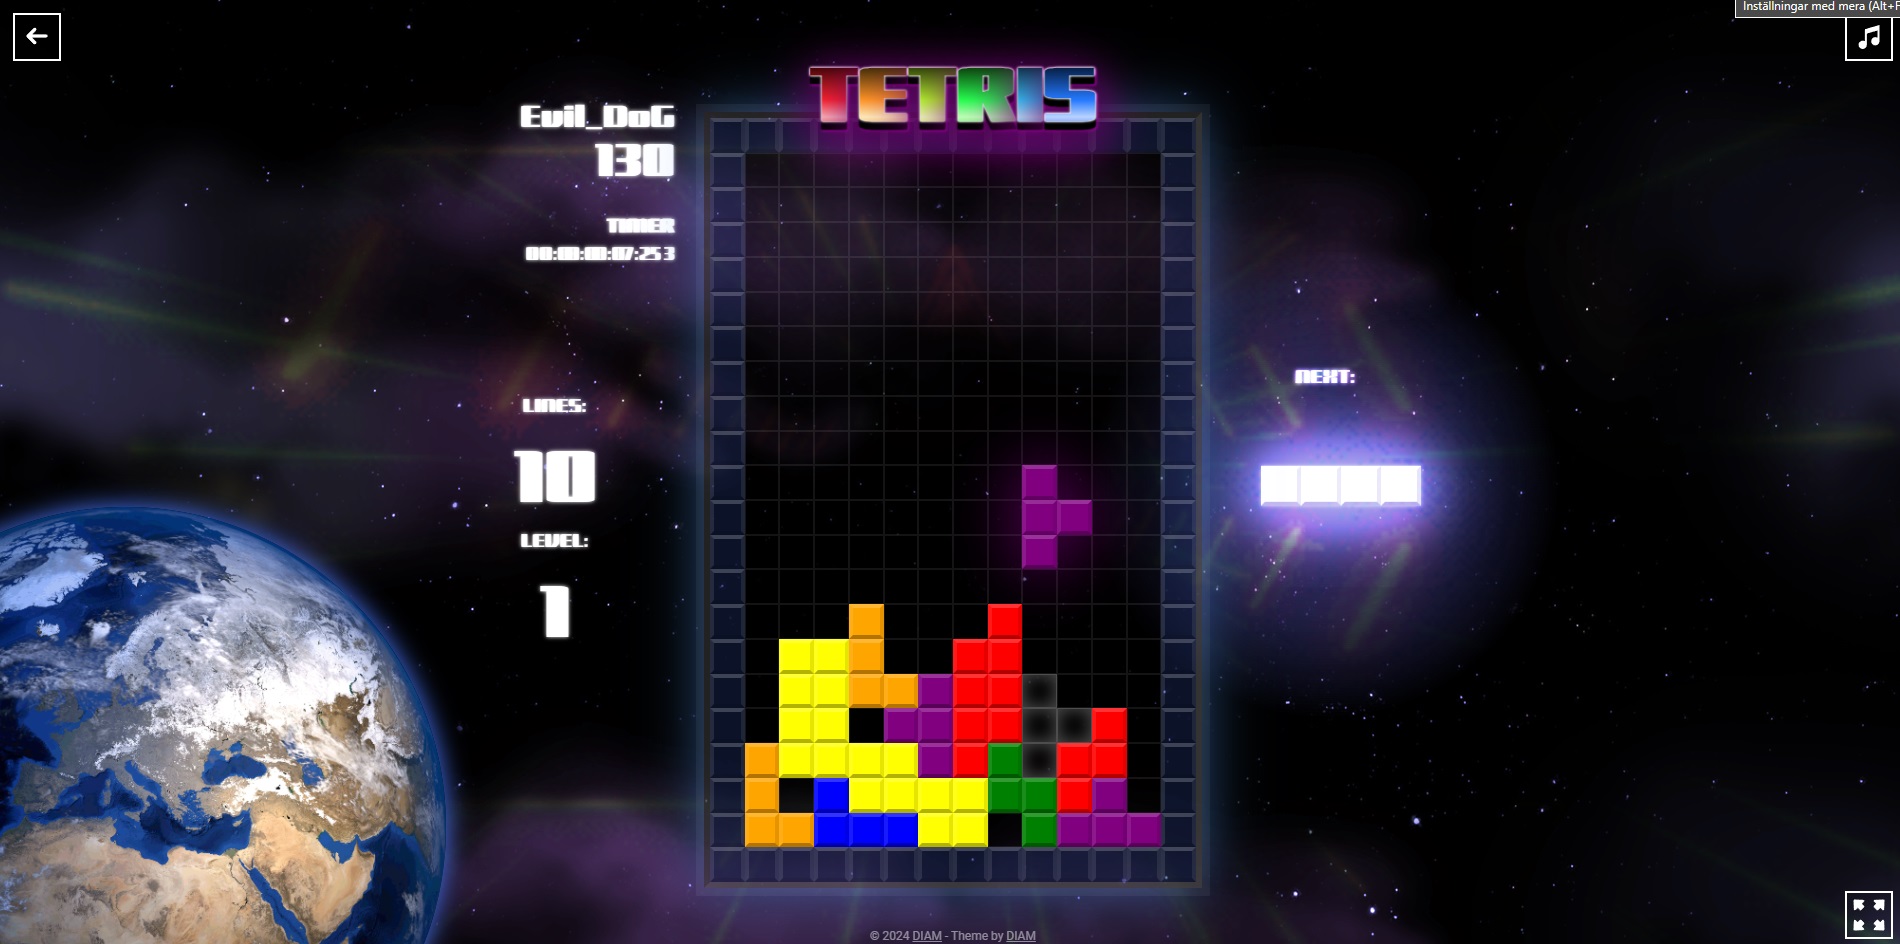 Inställningar med mera (Alt+F
TETRIS
Evil_DoG
130
TIMER
00:00:00:07:253
NEXT:
LINES:
10
LEVEL:
1
© 2024 DIAM - Theme by DIAM